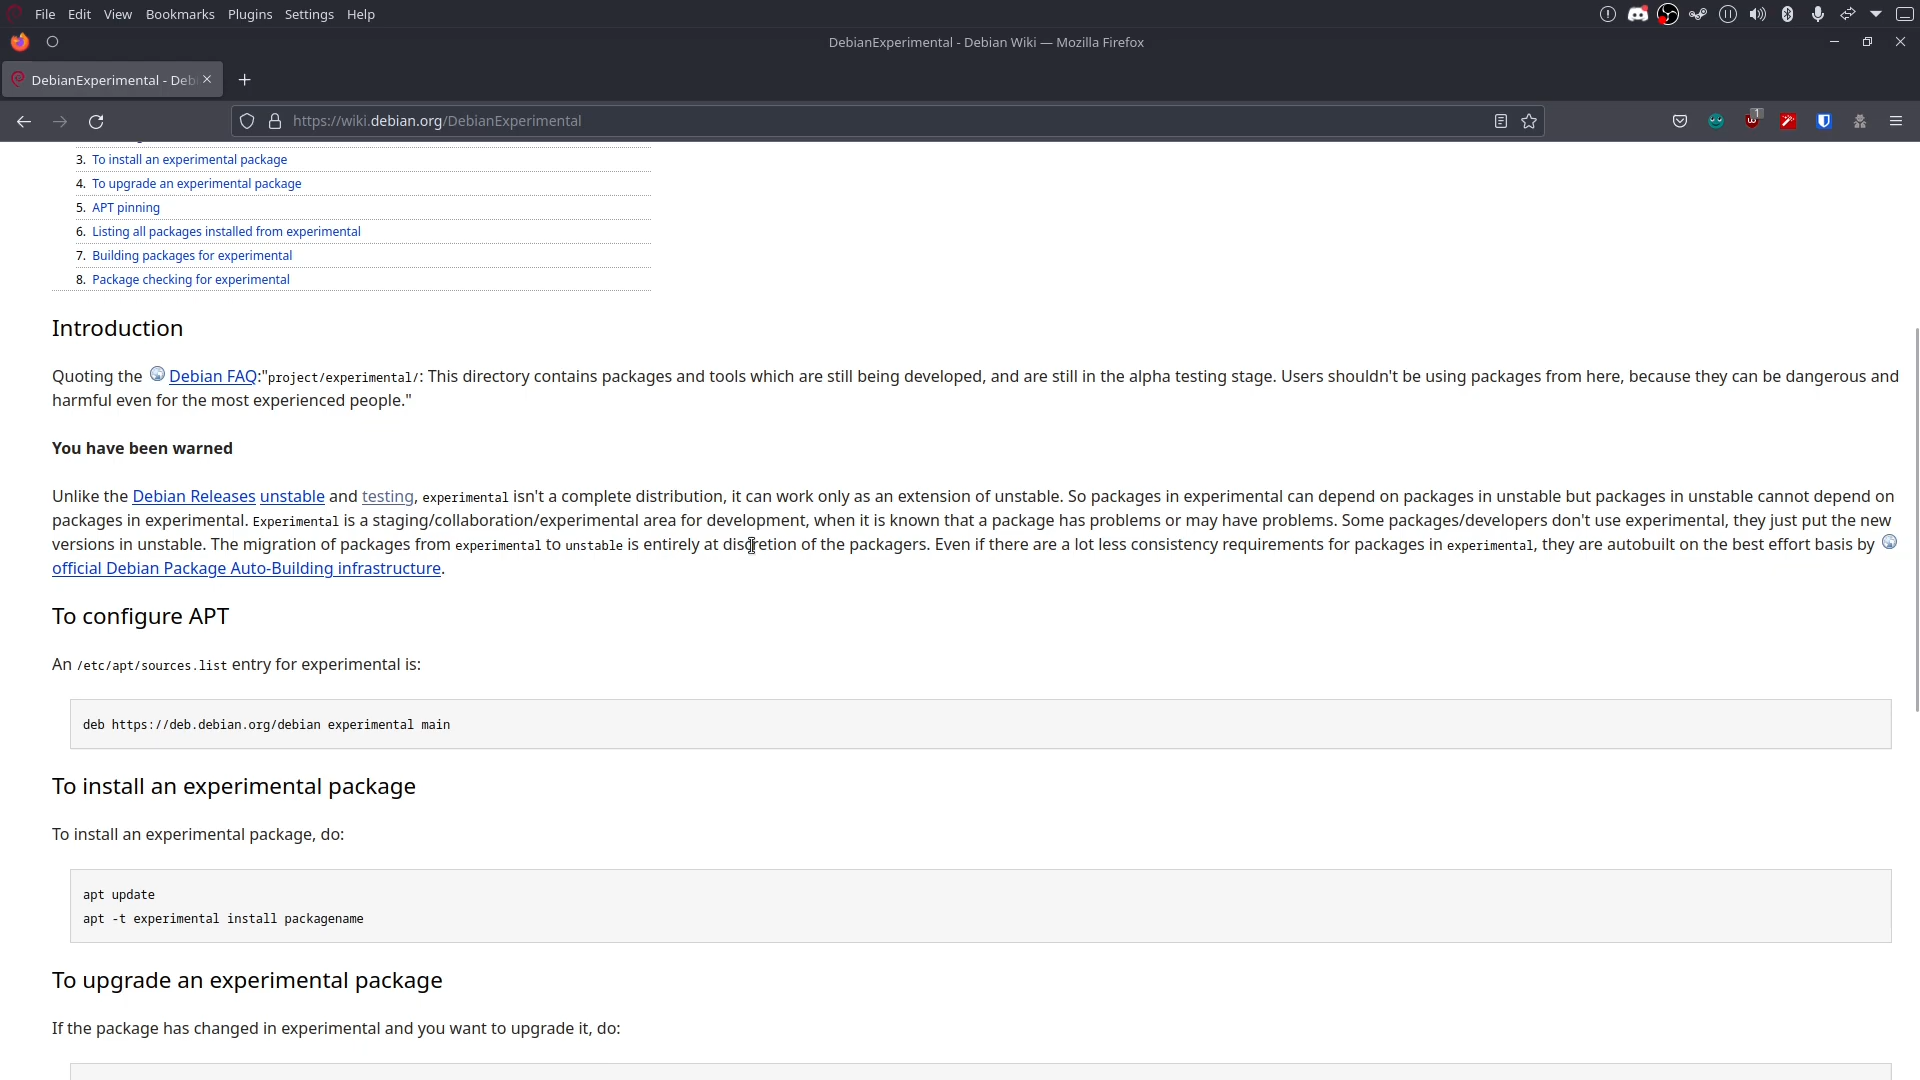 File Edit View Bookmarks Plugins Settings Help
DebianExperimental - Debian Wiki — Mozilla Firefox
DebianExperimental - Deb
https://wiki.debian.org/DebianExperimental
1
3. To install an experimental package
4. To upgrade an experimental package
5. APT pinning
6. Listing all packages installed from experimental
7. Building packages for experimental
8. Package checking for experimental
Introduction
Quoting the Debian FAQ:"project/experimental/: This directory contains packages and tools which are still being developed, and are still in the alpha testing stage. Users shouldn't be using packages from here, because they can be dangerous and
harmful even for the most experienced people."
You have been warned
Unlike the Debian Releases unstable and testing, experimental isn't a complete distribution, it can work only as an extension of unstable. So packages in experimental can depend on packages in unstable but packages in unstable cannot depend on
packages in experimental. Experimental is a staging/collaboration/experimental area for development, when it is known that a package has problems or may have problems. Some packages/developers don't use experimental, they just put the new
versions in unstable. The migration of packages from experimental to unstable is entirely at discretion of the packagers. Even if there are a lot less consistency requirements for packages in experimental, they are autobuilt on the best effort basis by
official Debian Package Auto-Building infrastructure.
To configure APT
An /etc/apt/sources.list entry for experimental is:
deb https://deb.debian.org/debian experimental main
To install an experimental package
To install an experimental package, do:
apt update
apt -t experimental install packagename
To upgrade an experimental package
If the package has changed in experimental and you want to upgrade it, do: